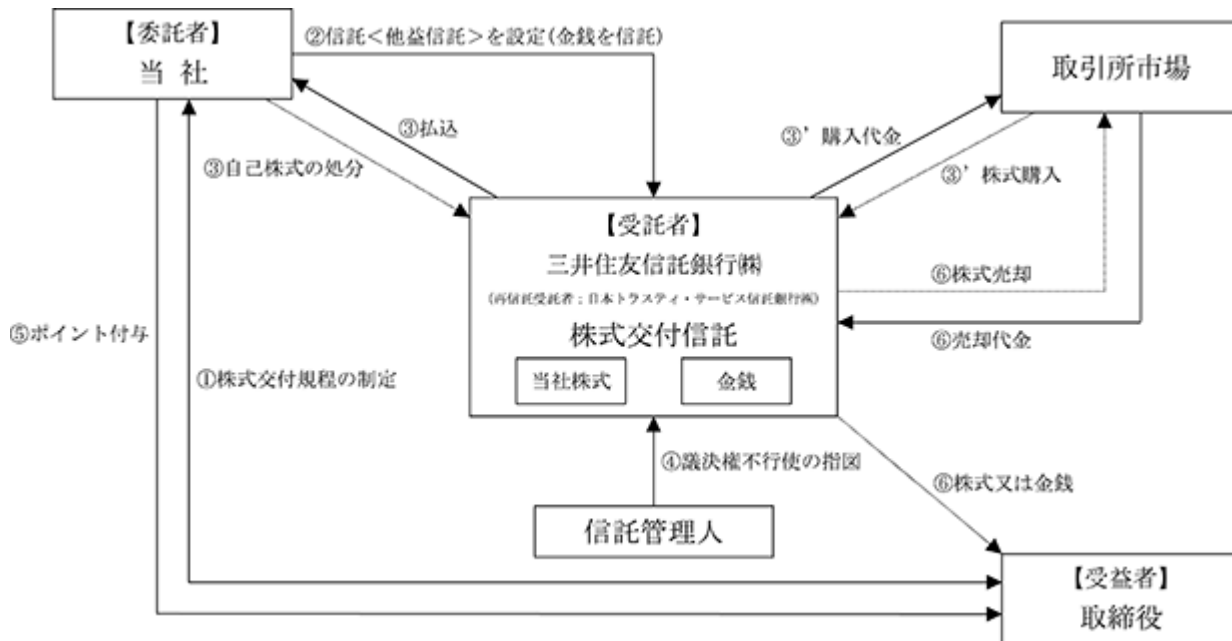 【委託者】
当 社
②信託<他益信託>を設定(金銭を信託)
取引所市場
③払込
③’購入代金
③自己株式の処分
③’株式購入
【受託者】
三井住友信託銀行㈱
(再信託受託者:日本トラスティ・サービス信託銀行㈱)
株式交付信託
当社株式
金銭
⑥株式売却
⑥売却代金
⑤ポイント付与
①株式交付規程の制定
④議決権不行使の指図
⑥株式又は金銭
信託管理人
【受益者】
取締役